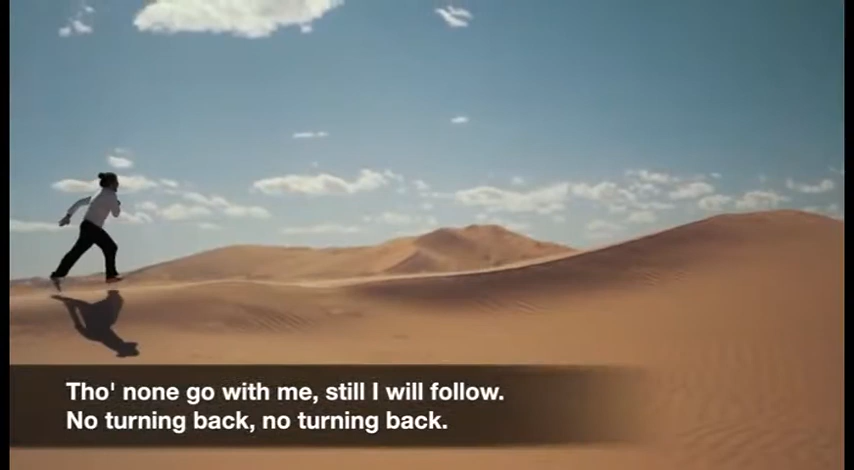 Tho' none go with me, still I will follow.
No turning back, no turning back.